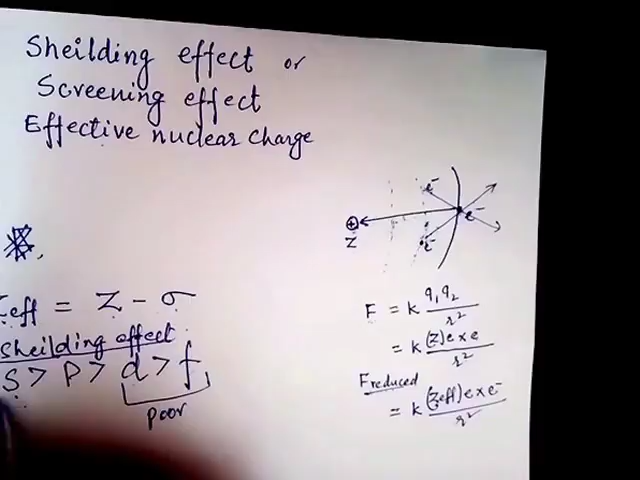 Sheilding effect or
Screening effect
Effective nuclear charge
e⁻
e⁻
⊕
Z
e⁻
eff = Z - σ
Sheilding effect
S > P > d > f
poor
F = k q₁q₂/r²
= k (Z)e x e/r²
Freduced
= k (Zeff)e x e⁻/r²